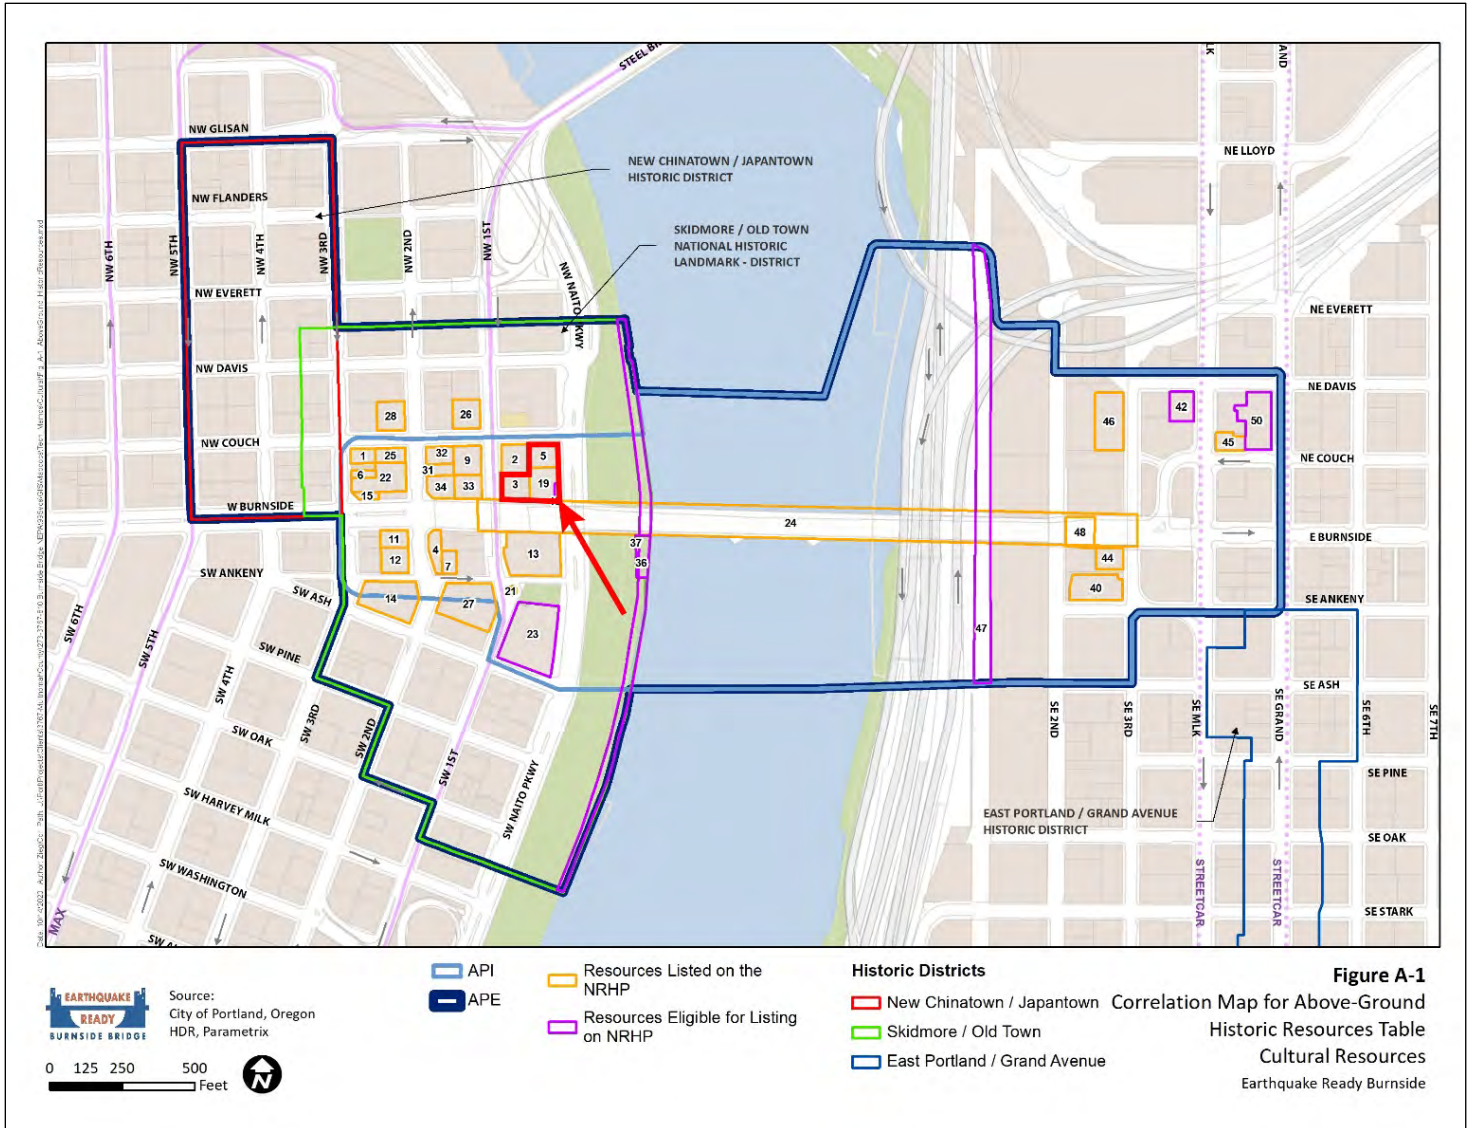 STEEL BR
NW GLISAN
NE LLOYD
NEW CHINATOWN / JAPANTOWN
HISTORIC DISTRICT
NW FLANDERS
SKIDMORE / OLD TOWN
NATIONAL HISTORIC
LANDMARK - DISTRICT
NW 6TH
NW 5TH
NW 4TH
NW 3RD
NW 2ND
NW 1ST
NW NAITO PKWY
NW EVERETT
NE EVERETT
NW DAVIS
NE DAVIS
28
26
46
42
50
45
NW COUCH
NE COUCH
1
25
32
9
2
5
6
22
31
34
33
3
19
15
W BURNSIDE
24
48
E BURNSIDE
11
12
4
7
13
37
36
44
40
SW ANKENY
SE ANKENY
SW ASH
14
27
21
23
47
SW 6TH
SW 5TH
SW PINE
SW 4TH
SE ASH
SW 3RD
SW 2ND
SW OAK
SW 1ST
SW NAITO PKWY
SE 2ND
SE 3RD
SE MLK
SE GRAND
SE 6TH
SE 7TH
SE PINE
SW HARVEY MILK
EAST PORTLAND / GRAND AVENUE
HISTORIC DISTRICT
SE OAK
SW WASHINGTON
STREETCAR
STREETCAR
SE STARK
MAX
EARTHQUAKE
READY
BURNSIDE BRIDGE
Source:
City of Portland, Oregon
HDR, Parametrix
0 125 250 500
Feet
N
API
APE
Resources Listed on the
NRHP
Resources Eligible for Listing
on NRHP
Historic Districts
New Chinatown / Japantown
Skidmore / Old Town
East Portland / Grand Avenue
Figure A-1
Correlation Map for Above-Ground
Historic Resources Table
Cultural Resources
Earthquake Ready Burnside